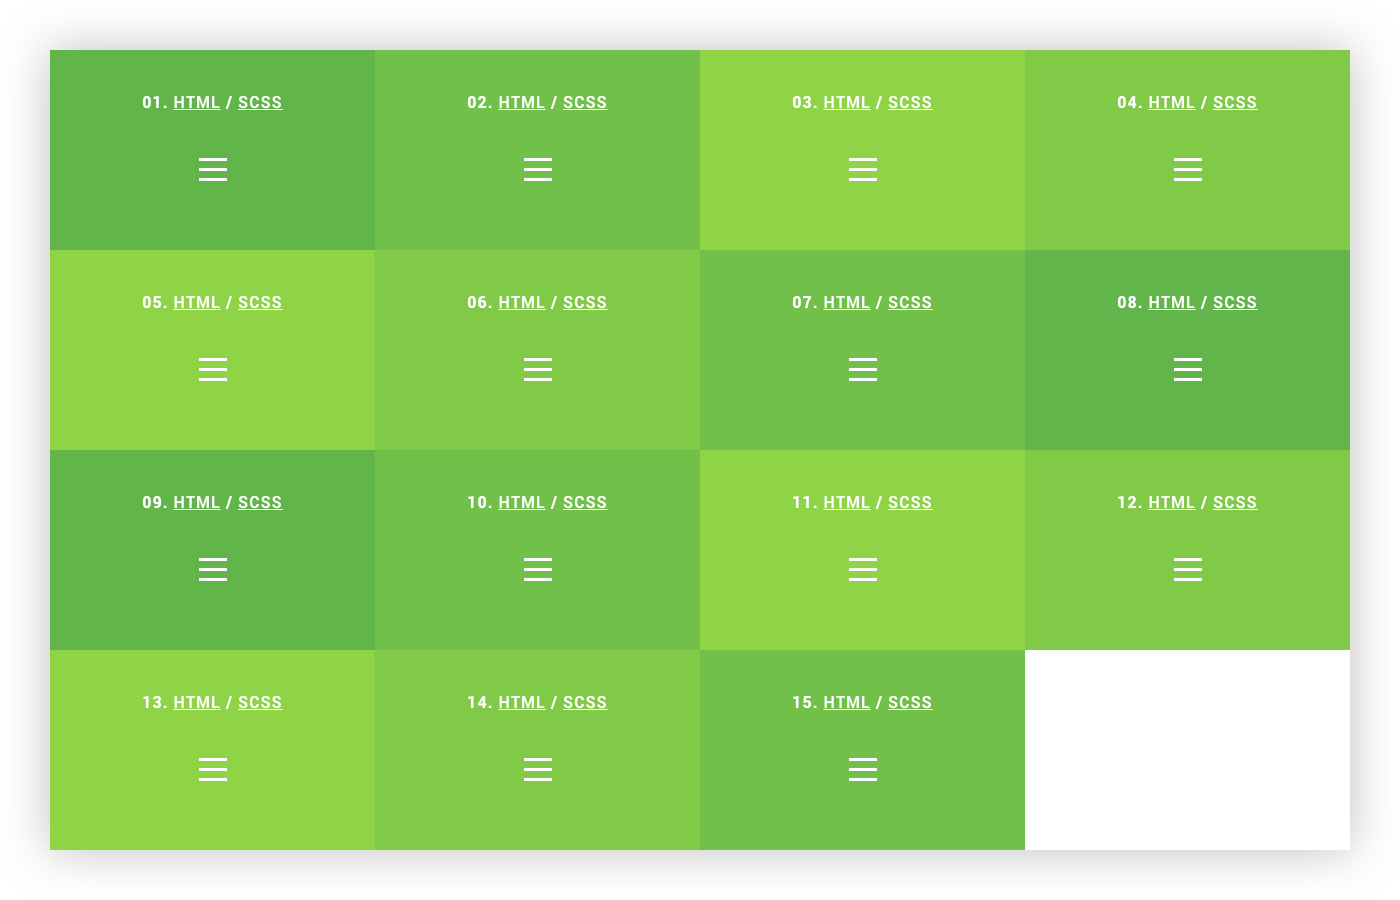 01. HTML / SCSS
02. HTML / SCSS
03. HTML / SCSS
04. HTML / SCSS
05. HTML / SCSS
06. HTML / SCSS
07. HTML / SCSS
08. HTML / SCSS
09. HTML / SCSS
10. HTML / SCSS
11. HTML / SCSS
12. HTML / SCSS
13. HTML / SCSS
14. HTML / SCSS
15. HTML / SCSS